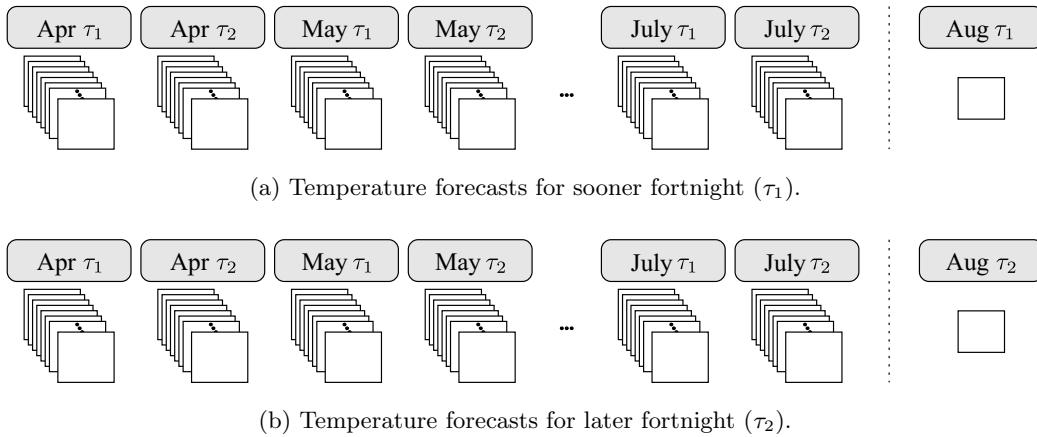 Apr τ₁ Apr τ₂ May τ₁ May τ₂ ... July τ₁ July τ₂ Aug τ₁
(a) Temperature forecasts for sooner fortnight (τ₁).
Apr τ₁ Apr τ₂ May τ₁ May τ₂ ... July τ₁ July τ₂ Aug τ₂
(b) Temperature forecasts for later fortnight (τ₂).